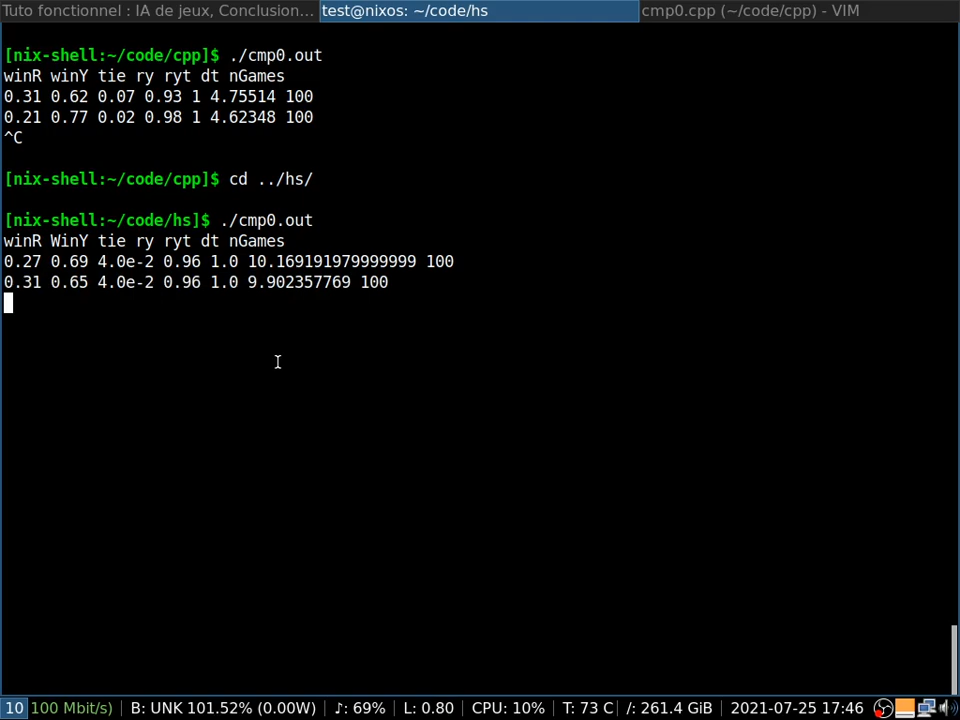 Tuto fonctionnel : IA de jeux, Conclusion... test@nixos: ~/code/hs cmp0.cpp (~/code/cpp) - VIM
[nix-shell:~/code/cpp]$ ./cmp0.out
winR winY tie ry ryt dt nGames
0.31 0.62 0.07 0.93 1 4.75514 100
0.21 0.77 0.02 0.98 1 4.62348 100
^C
[nix-shell:~/code/cpp]$ cd ../hs/
[nix-shell:~/code/hs]$ ./cmp0.out
winR WinY tie ry ryt dt nGames
0.27 0.69 4.0e-2 0.96 1.0 10.169191979999999 100
0.31 0.65 4.0e-2 0.96 1.0 9.902357769 100
10 100 Mbit/s) | B: UNK 101.52% (0.00W) | ♪: 69% | L: 0.80 | CPU: 10% | T: 73 C | /: 261.4 GiB | 2021-07-25 17:46